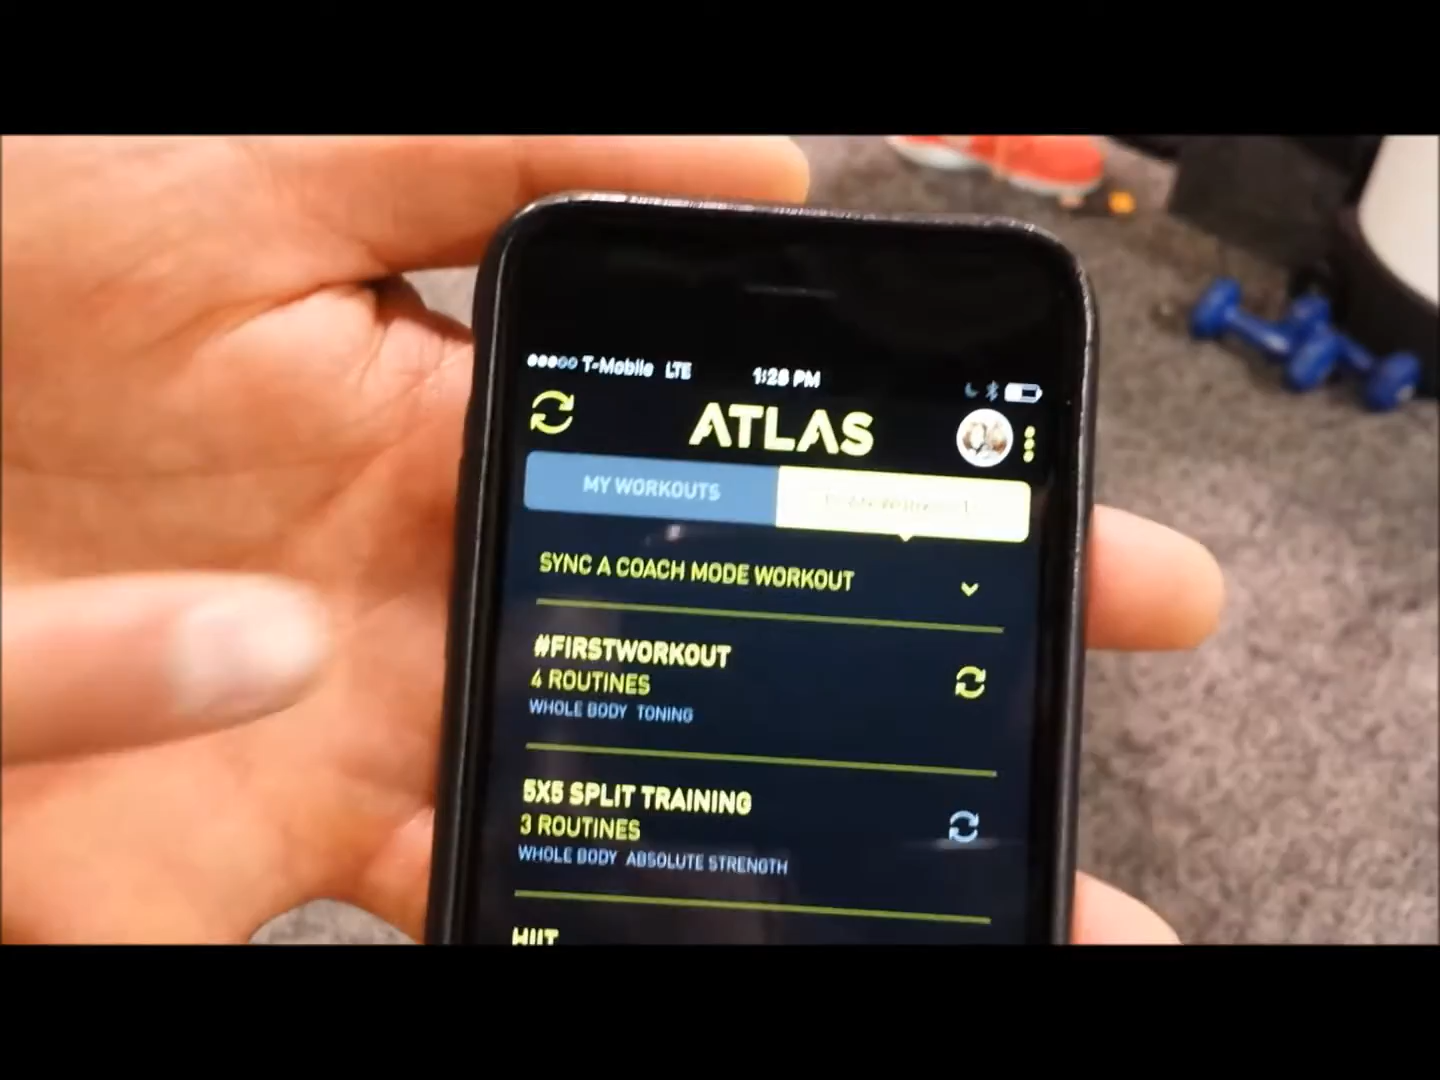 T-Mobile LTE 1:28 PM
ATLAS
MY WORKOUTS
SYNC A COACH MODE WORKOUT
#FIRSTWORKOUT
4 ROUTINES
WHOLE BODY TONING
5X5 SPLIT TRAINING
3 ROUTINES
WHOLE BODY ABSOLUTE STRENGTH
HIIT